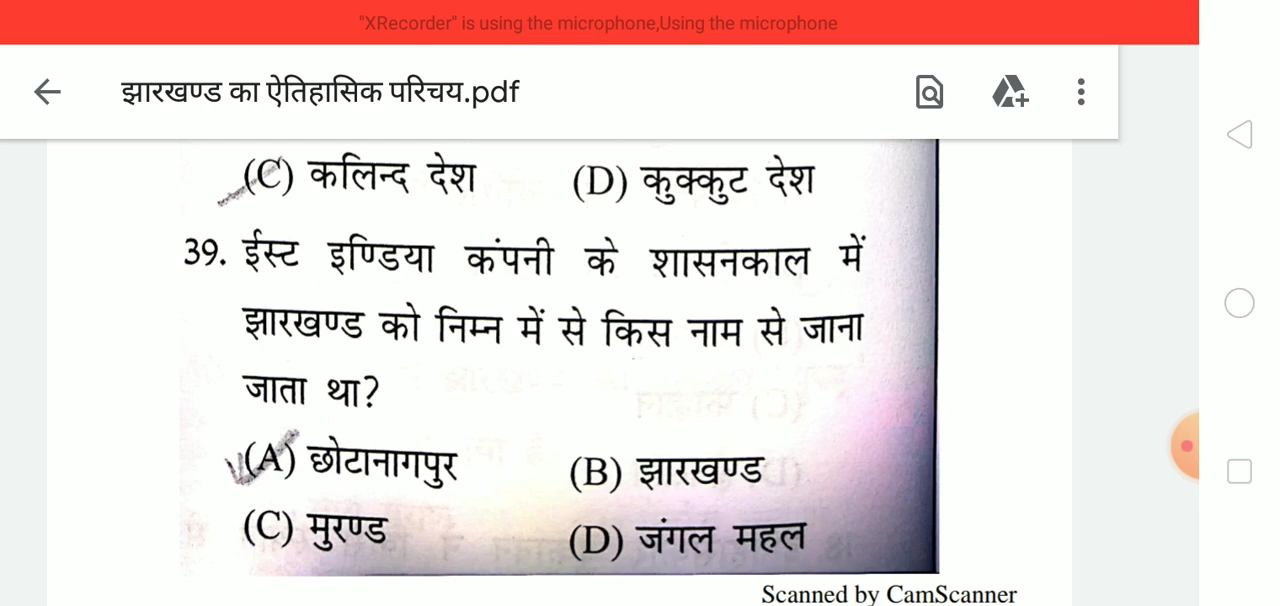 "XRecorder" is using the microphone,Using the microphone
झारखण्ड का ऐतिहासिक परिचय.pdf
(C) कलिन्द देश (D) कुक्कुट देश
39. ईस्ट इण्डिया कंपनी के शासनकाल में
झारखण्ड को निम्न में से किस नाम से जाना
जाता था?
(A) छोटानागपुर (B) झारखण्ड
(C) मुरण्ड (D) जंगल महल
Scanned by CamScanner